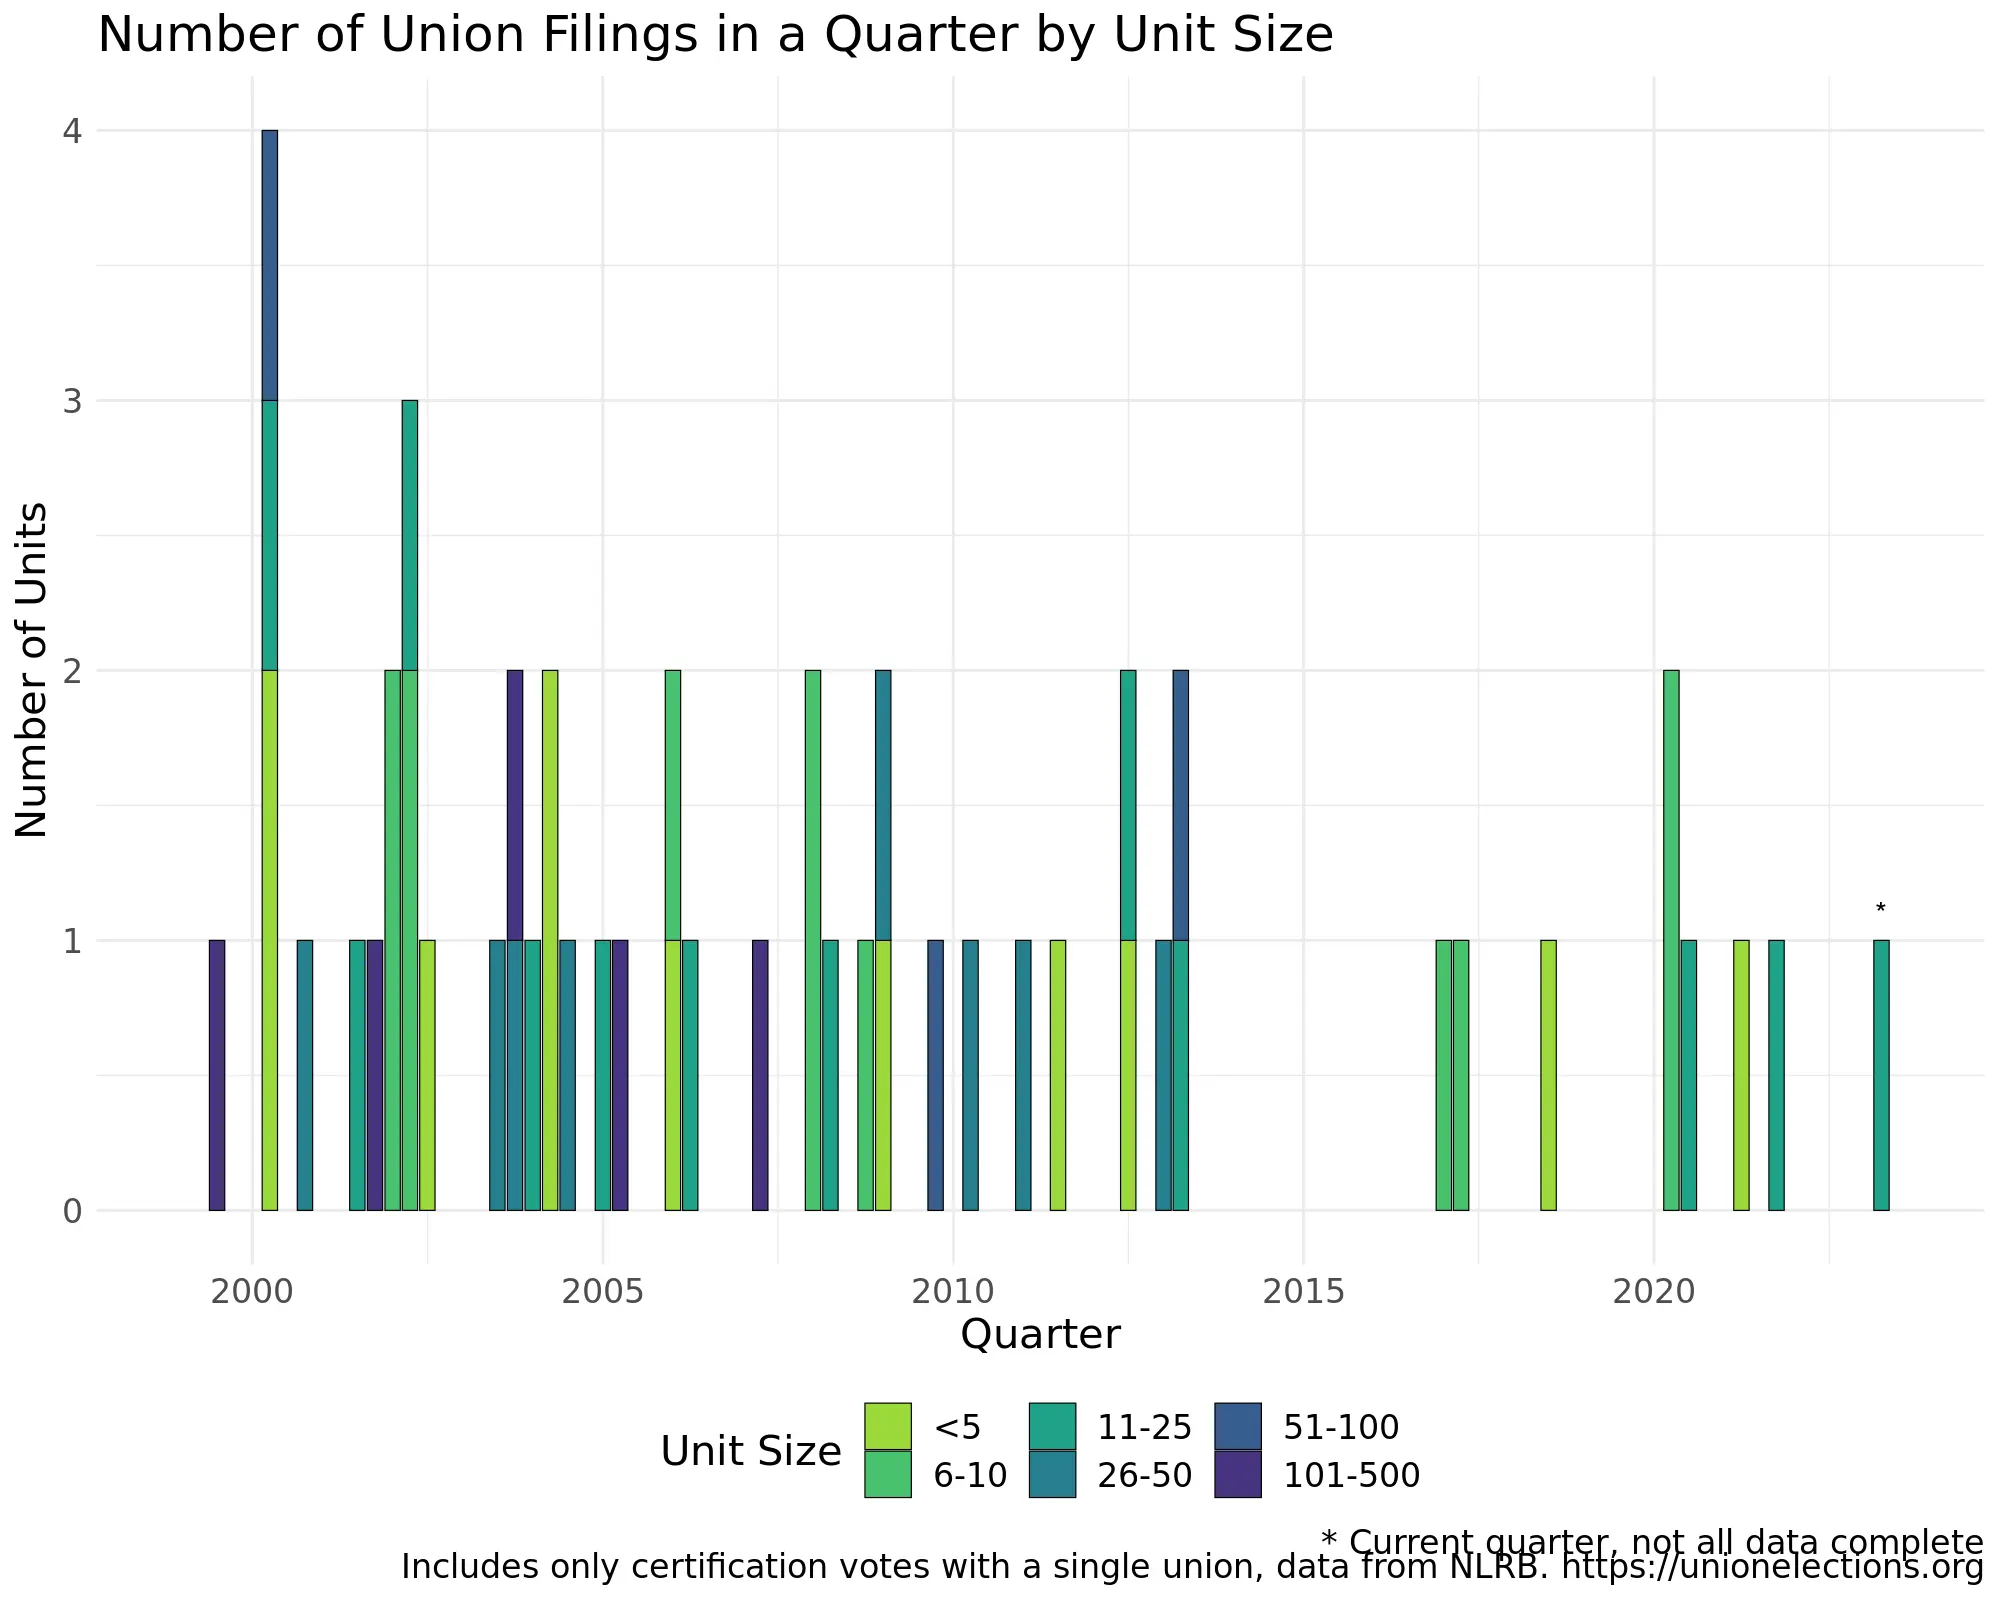 Number of Union Filings in a Quarter by Unit Size
Number of Units
4
3
2
1
0
*
2000 2005 2010 2015 2020
Quarter
Unit Size
<5 11-25 51-100
6-10 26-50 101-500
* Current quarter, not all data complete
Includes only certification votes with a single union, data from NLRB. https://unionelections.org